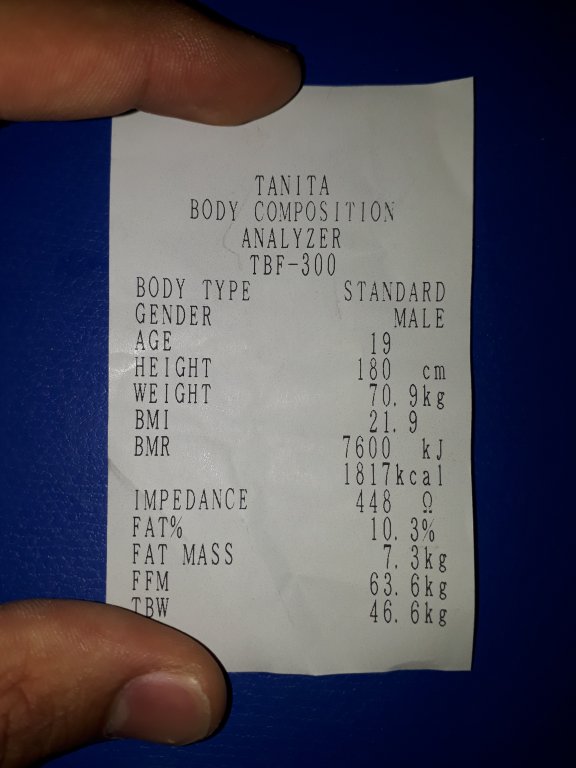 TANITA
BODY COMPOSITION
ANALYZER
TBF-300
BODY TYPE STANDARD
GENDER MALE
AGE 19
HEIGHT 180 cm
WEIGHT 70.9kg
BMI 21.9
BMR 7600 kJ
1817kcal
IMPEDANCE 448 Ω
FAT% 10.3%
FAT MASS 7.3kg
FFM 63.6kg
TBW 46.6kg